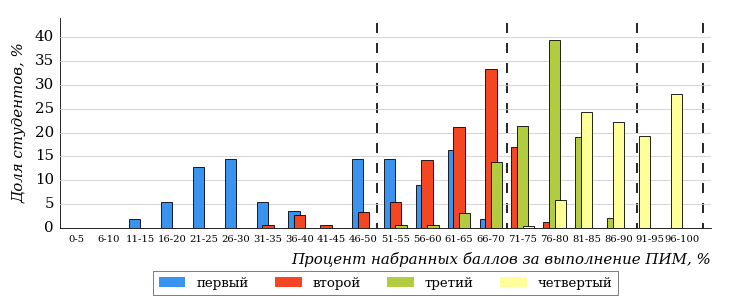 Доля студентов, %
40
35
30
25
20
15
10
5
0
0-5 6-10 11-15 16-20 21-25 26-30 31-35 36-40 41-45 46-50 51-55 56-60 61-65 66-70 71-75 76-80 81-85 86-90 91-95 96-100
Процент набранных баллов за выполнение ПИМ, %
первый второй третий четвертый